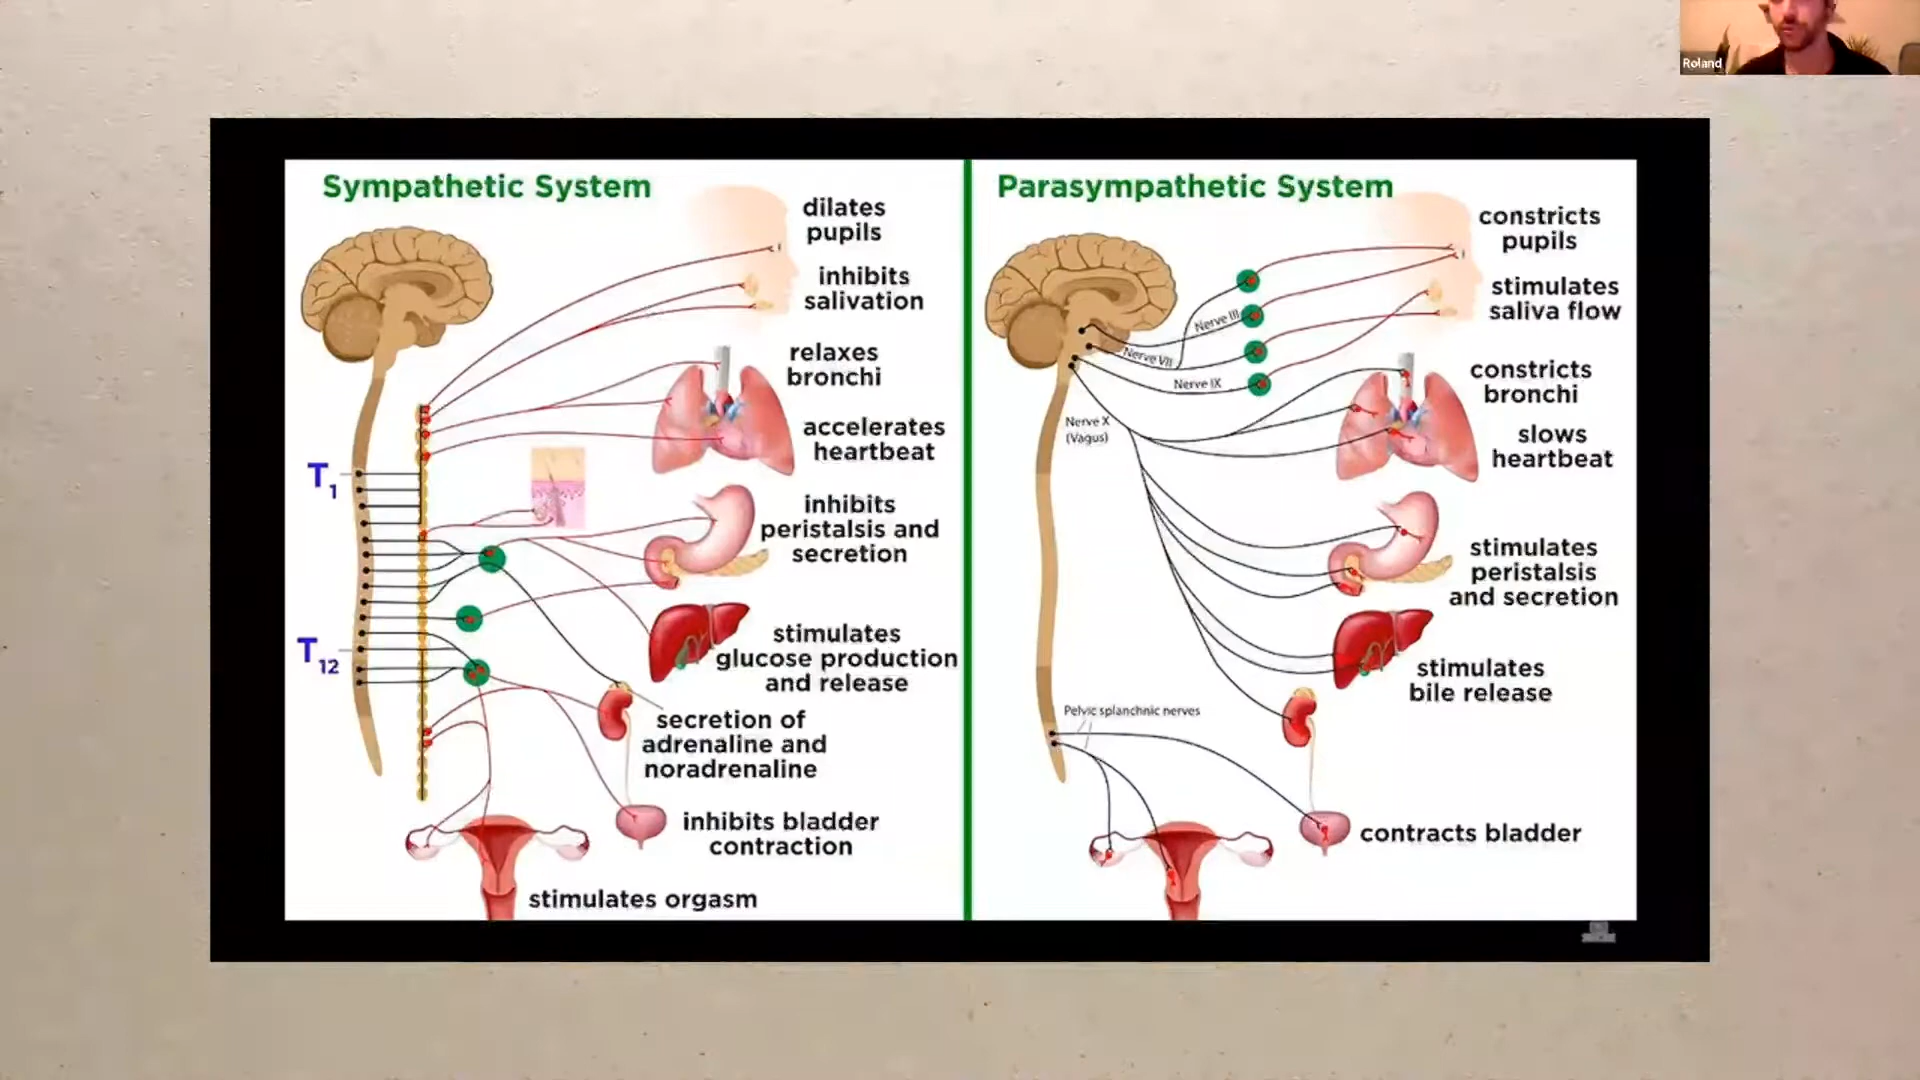 Roland
Sympathetic System
dilates
pupils
inhibits
salivation
relaxes
bronchi
accelerates
heartbeat
T1
inhibits
peristalsis and
secretion
T12
stimulates
glucose production
and release
secretion of
adrenaline and
noradrenaline
inhibits bladder
contraction
stimulates orgasm
Parasympathetic System
constricts
pupils
stimulates
saliva flow
Nerve III
Nerve VII
Nerve IX
constricts
bronchi
Nerve X
(Vagus)
slows
heartbeat
stimulates
peristalsis
and secretion
stimulates
bile release
Pelvic splanchnic nerves
contracts bladder